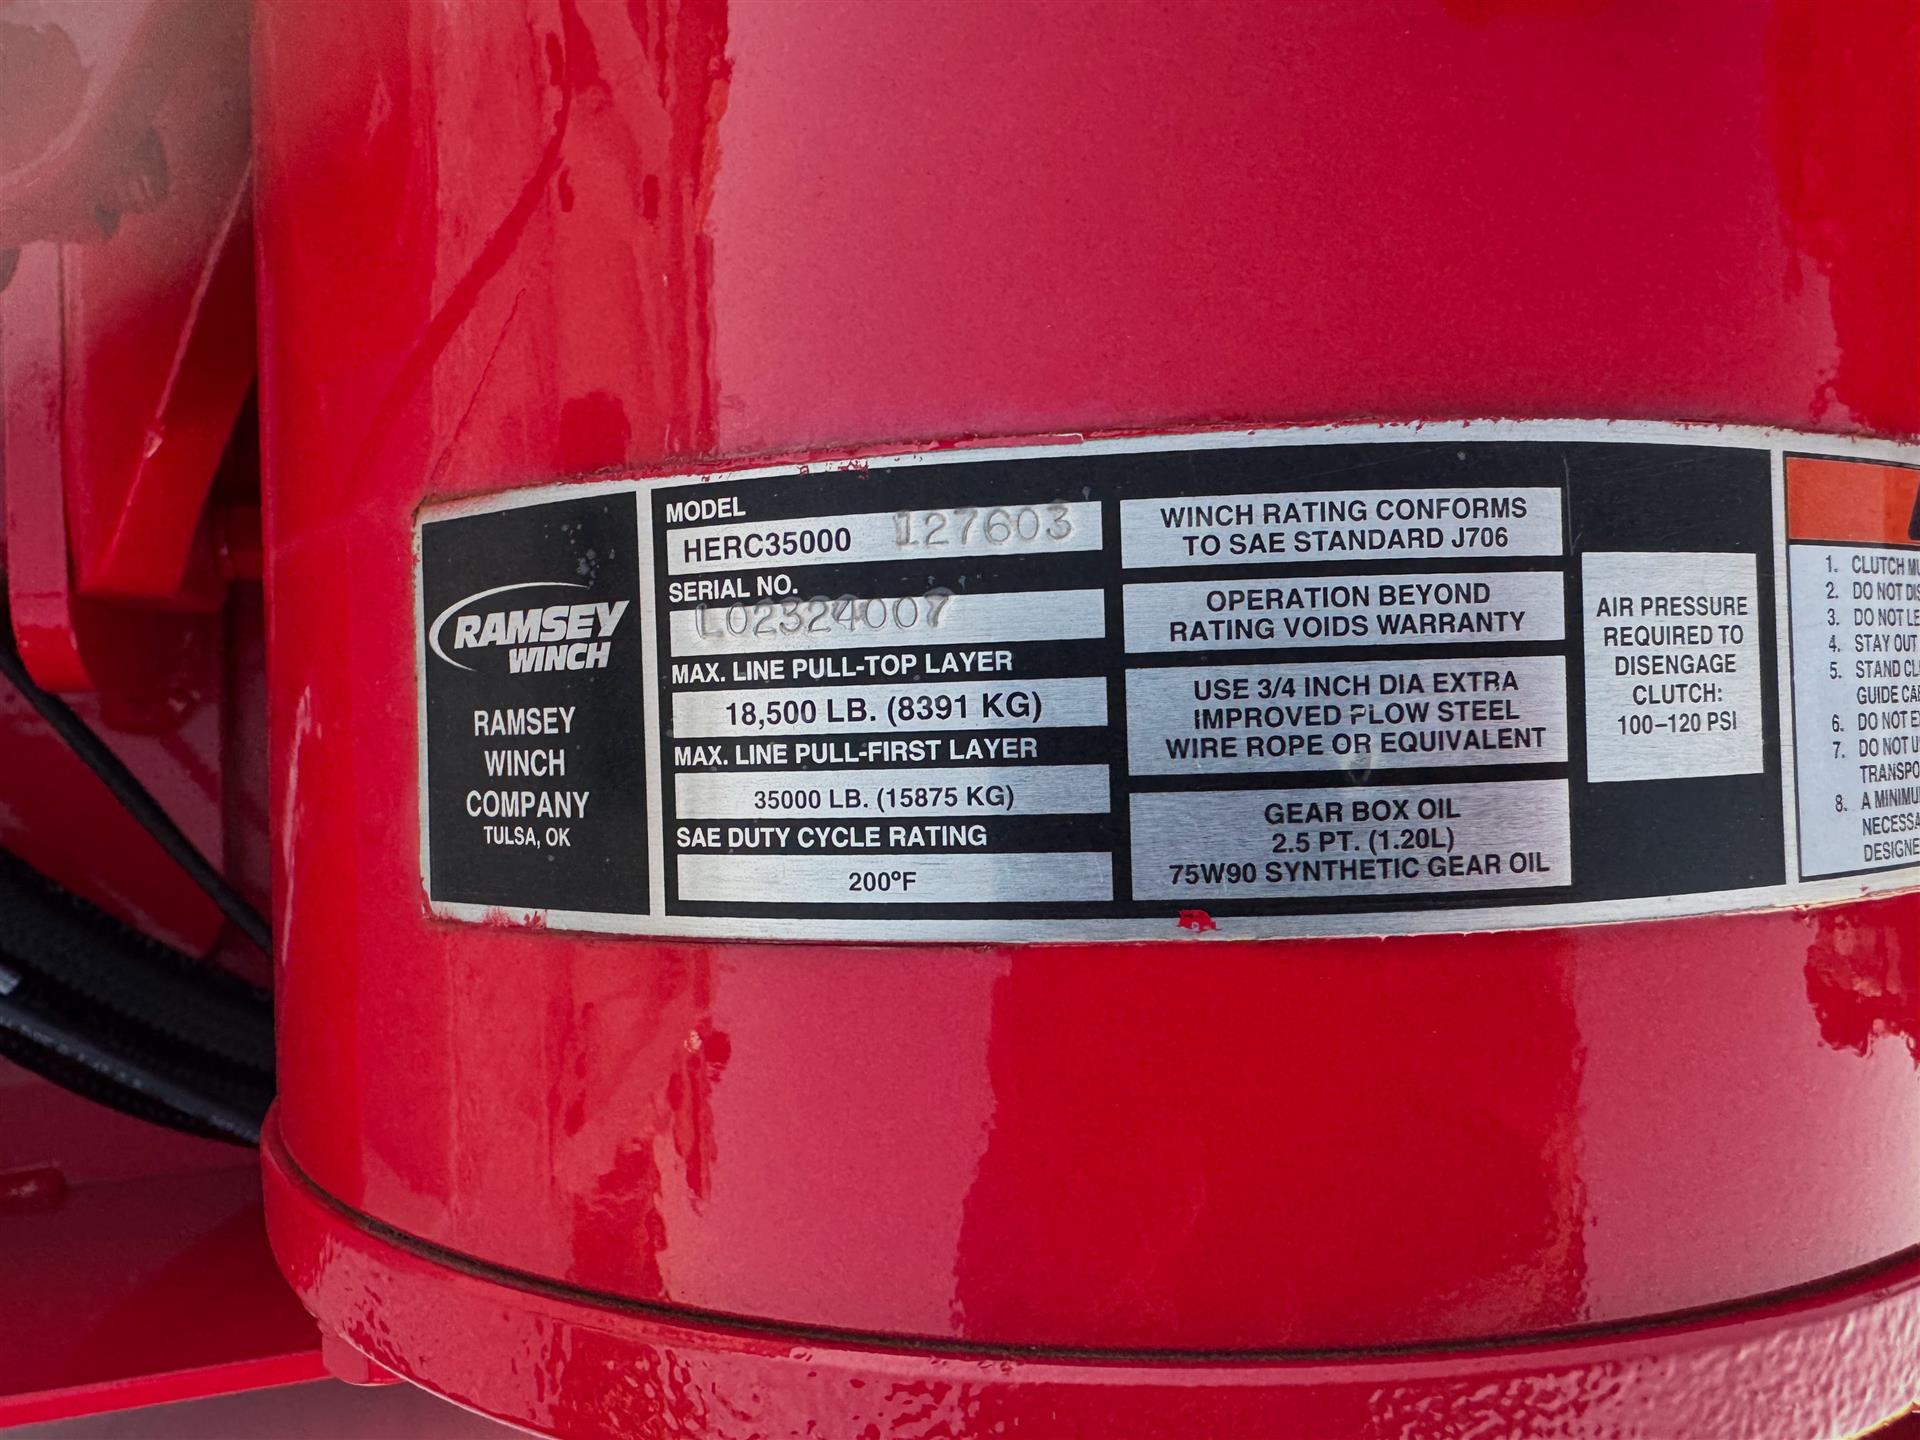 RAMSEY
WINCH
RAMSEY
WINCH
COMPANY
TULSA, OK
MODEL
HERC35000 127603
SERIAL NO.
L02324007
MAX. LINE PULL-TOP LAYER
18,500 LB. (8391 KG)
MAX. LINE PULL-FIRST LAYER
35000 LB. (15875 KG)
SAE DUTY CYCLE RATING
200°F
WINCH RATING CONFORMS
TO SAE STANDARD J706
OPERATION BEYOND
RATING VOIDS WARRANTY
USE 3/4 INCH DIA EXTRA
IMPROVED PLOW STEEL
WIRE ROPE OR EQUIVALENT
GEAR BOX OIL
2.5 PT. (1.20L)
75W90 SYNTHETIC GEAR OIL
AIR PRESSURE
REQUIRED TO
DISENGAGE
CLUTCH:
100–120 PSI
1. CLUTCH
2. DO NOT
3. DO NOT
4. STAY OUT
5. STAND
GUIDE
6. DO NOT
7. DO NOT
8. A